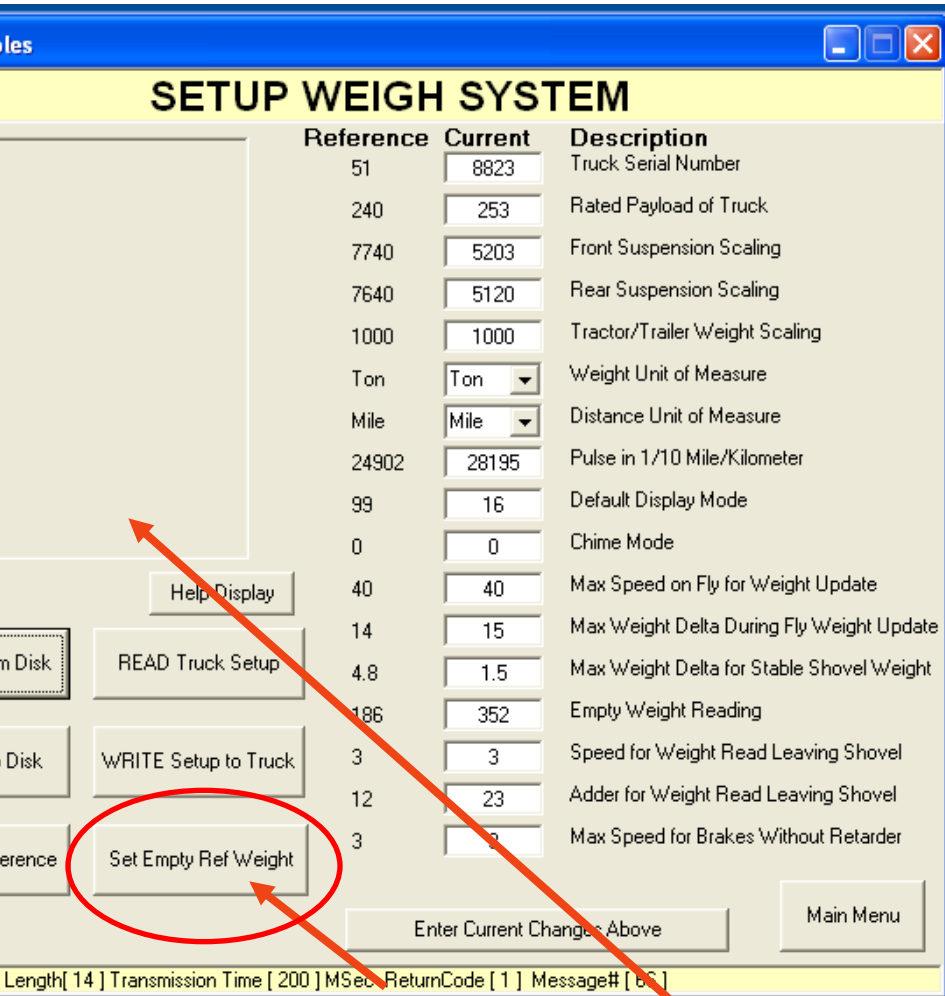 les
SETUP WEIGH SYSTEM
Reference Current Description
51 8823 Truck Serial Number
240 253 Rated Payload of Truck
7740 5203 Front Suspension Scaling
7640 5120 Rear Suspension Scaling
1000 1000 Tractor/Trailer Weight Scaling
Ton Ton Weight Unit of Measure
Mile Mile Distance Unit of Measure
24902 28195 Pulse in 1/10 Mile/Kilometer
99 16 Default Display Mode
0 0 Chime Mode
Help Display
40 40 Max Speed on Fly for Weight Update
14 15 Max Weight Delta During Fly Weight Update
m Disk READ Truck Setup
4.8 1.5 Max Weight Delta for Stable Shovel Weight
186 352 Empty Weight Reading
Disk WRITE Setup to Truck
3 3 Speed for Weight Read Leaving Shovel
12 23 Adder for Weight Read Leaving Shovel
erence Set Empty Ref Weight
3 3 Max Speed for Brakes Without Retarder
Enter Current Changes Above
Main Menu
Length[ 14 ] Transmission Time [ 200 ] MSec ReturnCode [ 1 ] Message# [ 66 ]